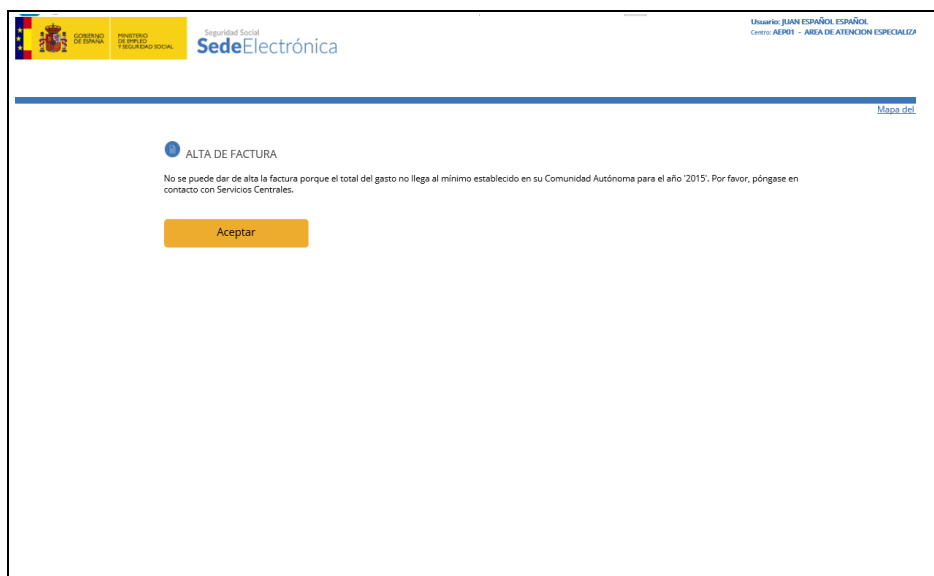 GOBIERNO
DE ESPAÑA
MINISTERIO
DE EMPLEO
Y SEGURIDAD SOCIAL
Seguridad Social
SedeElectrónica
Usuario: JUAN ESPAÑOL ESPAÑOL
Centro: AEP01 - AREA DE ATENCION ESPECIALIZA
Mapa del
ALTA DE FACTURA
No se puede dar de alta la factura porque el total del gasto no llega al mínimo establecido en su Comunidad Autónoma para el año '2015'. Por favor, póngase en
contacto con Servicios Centrales.
Aceptar